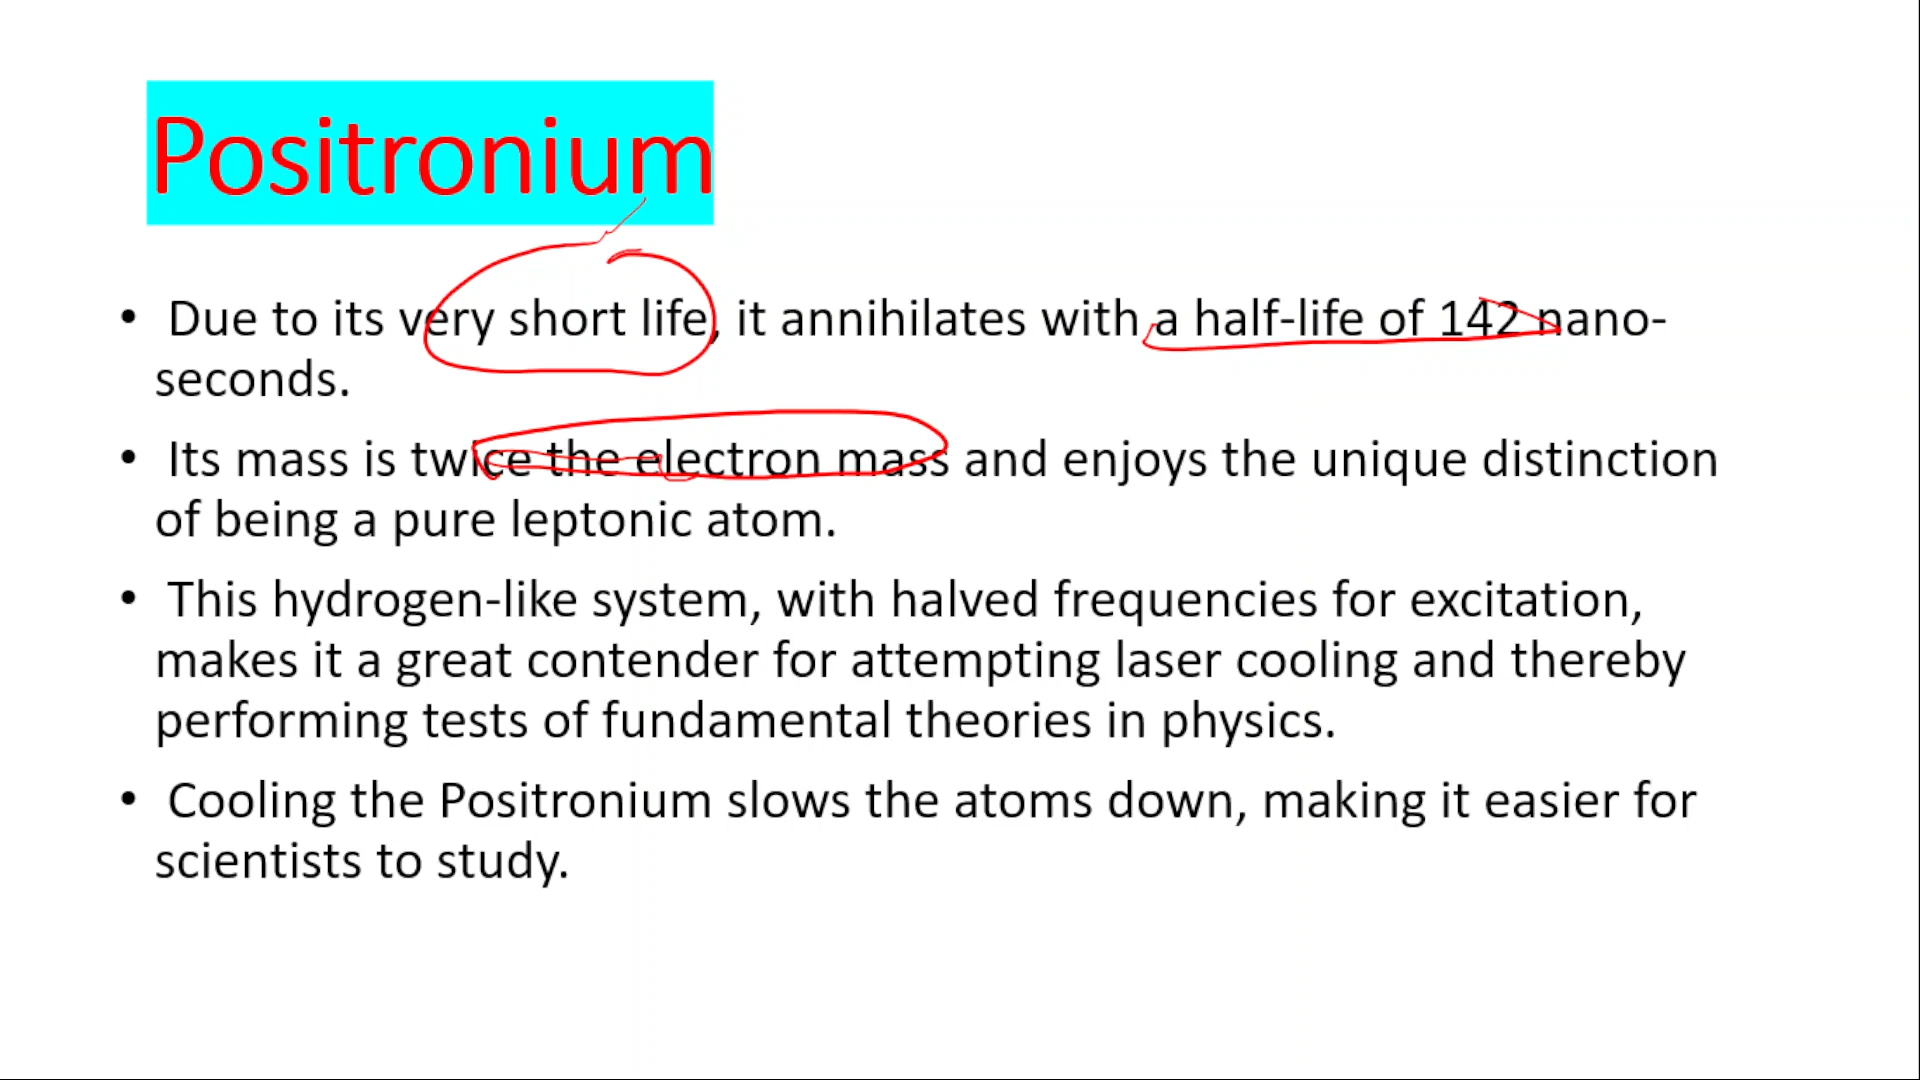 Positronium
• Due to its very short life, it annihilates with a half-life of 142 nano-
seconds.
• Its mass is twice the electron mass and enjoys the unique distinction
of being a pure leptonic atom.
• This hydrogen-like system, with halved frequencies for excitation,
makes it a great contender for attempting laser cooling and thereby
performing tests of fundamental theories in physics.
• Cooling the Positronium slows the atoms down, making it easier for
scientists to study.